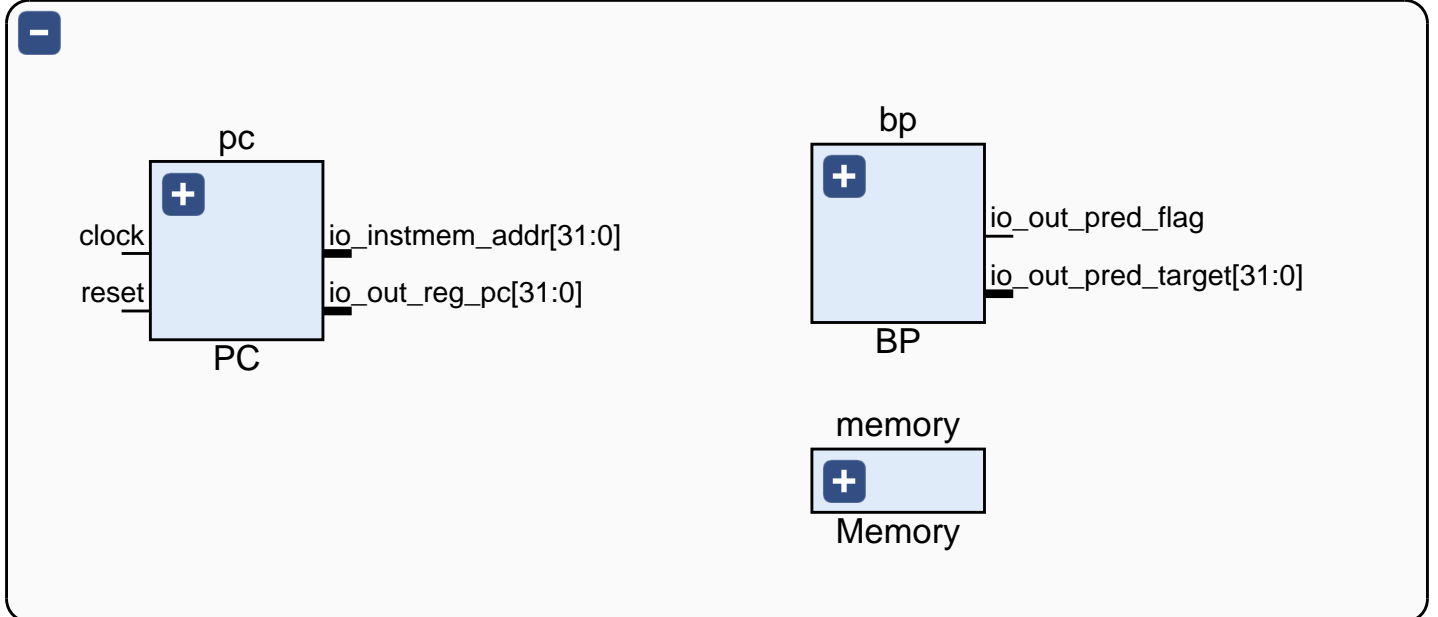 pc
clock
reset
io_instmem_addr[31:0]
io_out_reg_pc[31:0]
PC
bp
io_out_pred_flag
io_out_pred_target[31:0]
BP
memory
Memory